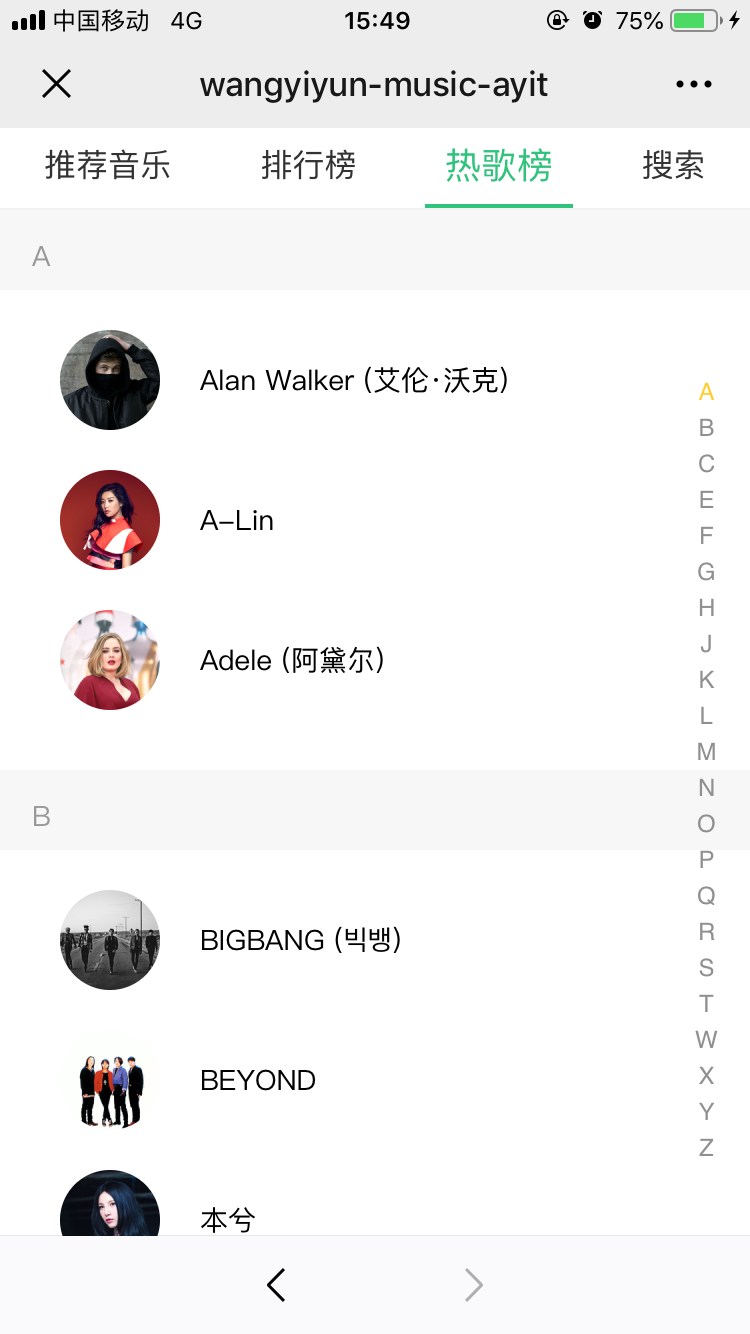 中国移动 4G 15:49 75%
wangyiyun-music-ayit
推荐音乐 排行榜 热歌榜 搜索
A
Alan Walker (艾伦·沃克)
A-Lin
Adele (阿黛尔)
B
BIGBANG (빅뱅)
BEYOND
本兮
A
B
C
E
F
G
H
J
K
L
M
N
O
P
Q
R
S
T
W
X
Y
Z